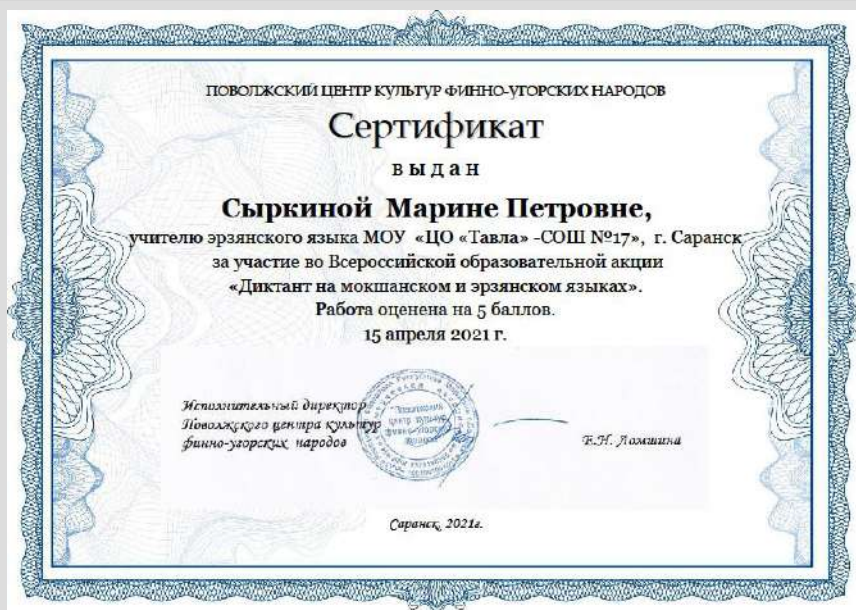 ПОВОЛЖСКИЙ ЦЕНТР КУЛЬТУР ФИННО-УГОРСКИХ НАРОДОВ
Сертификат
выдан
Сыркиной Марине Петровне,
учителю эрзянского языка МОУ «ЦО «Тавла» -СОШ №17», г. Саранск
за участие во Всероссийской образовательной акции
«Диктант на мокшанском и эрзянском языках».
Работа оценена на 5 баллов.
15 апреля 2021 г.
Исполнительный директор
Поволжского центра культур
финно-угорских народов
Е.Н. Ломшина
Саранск, 2021г.